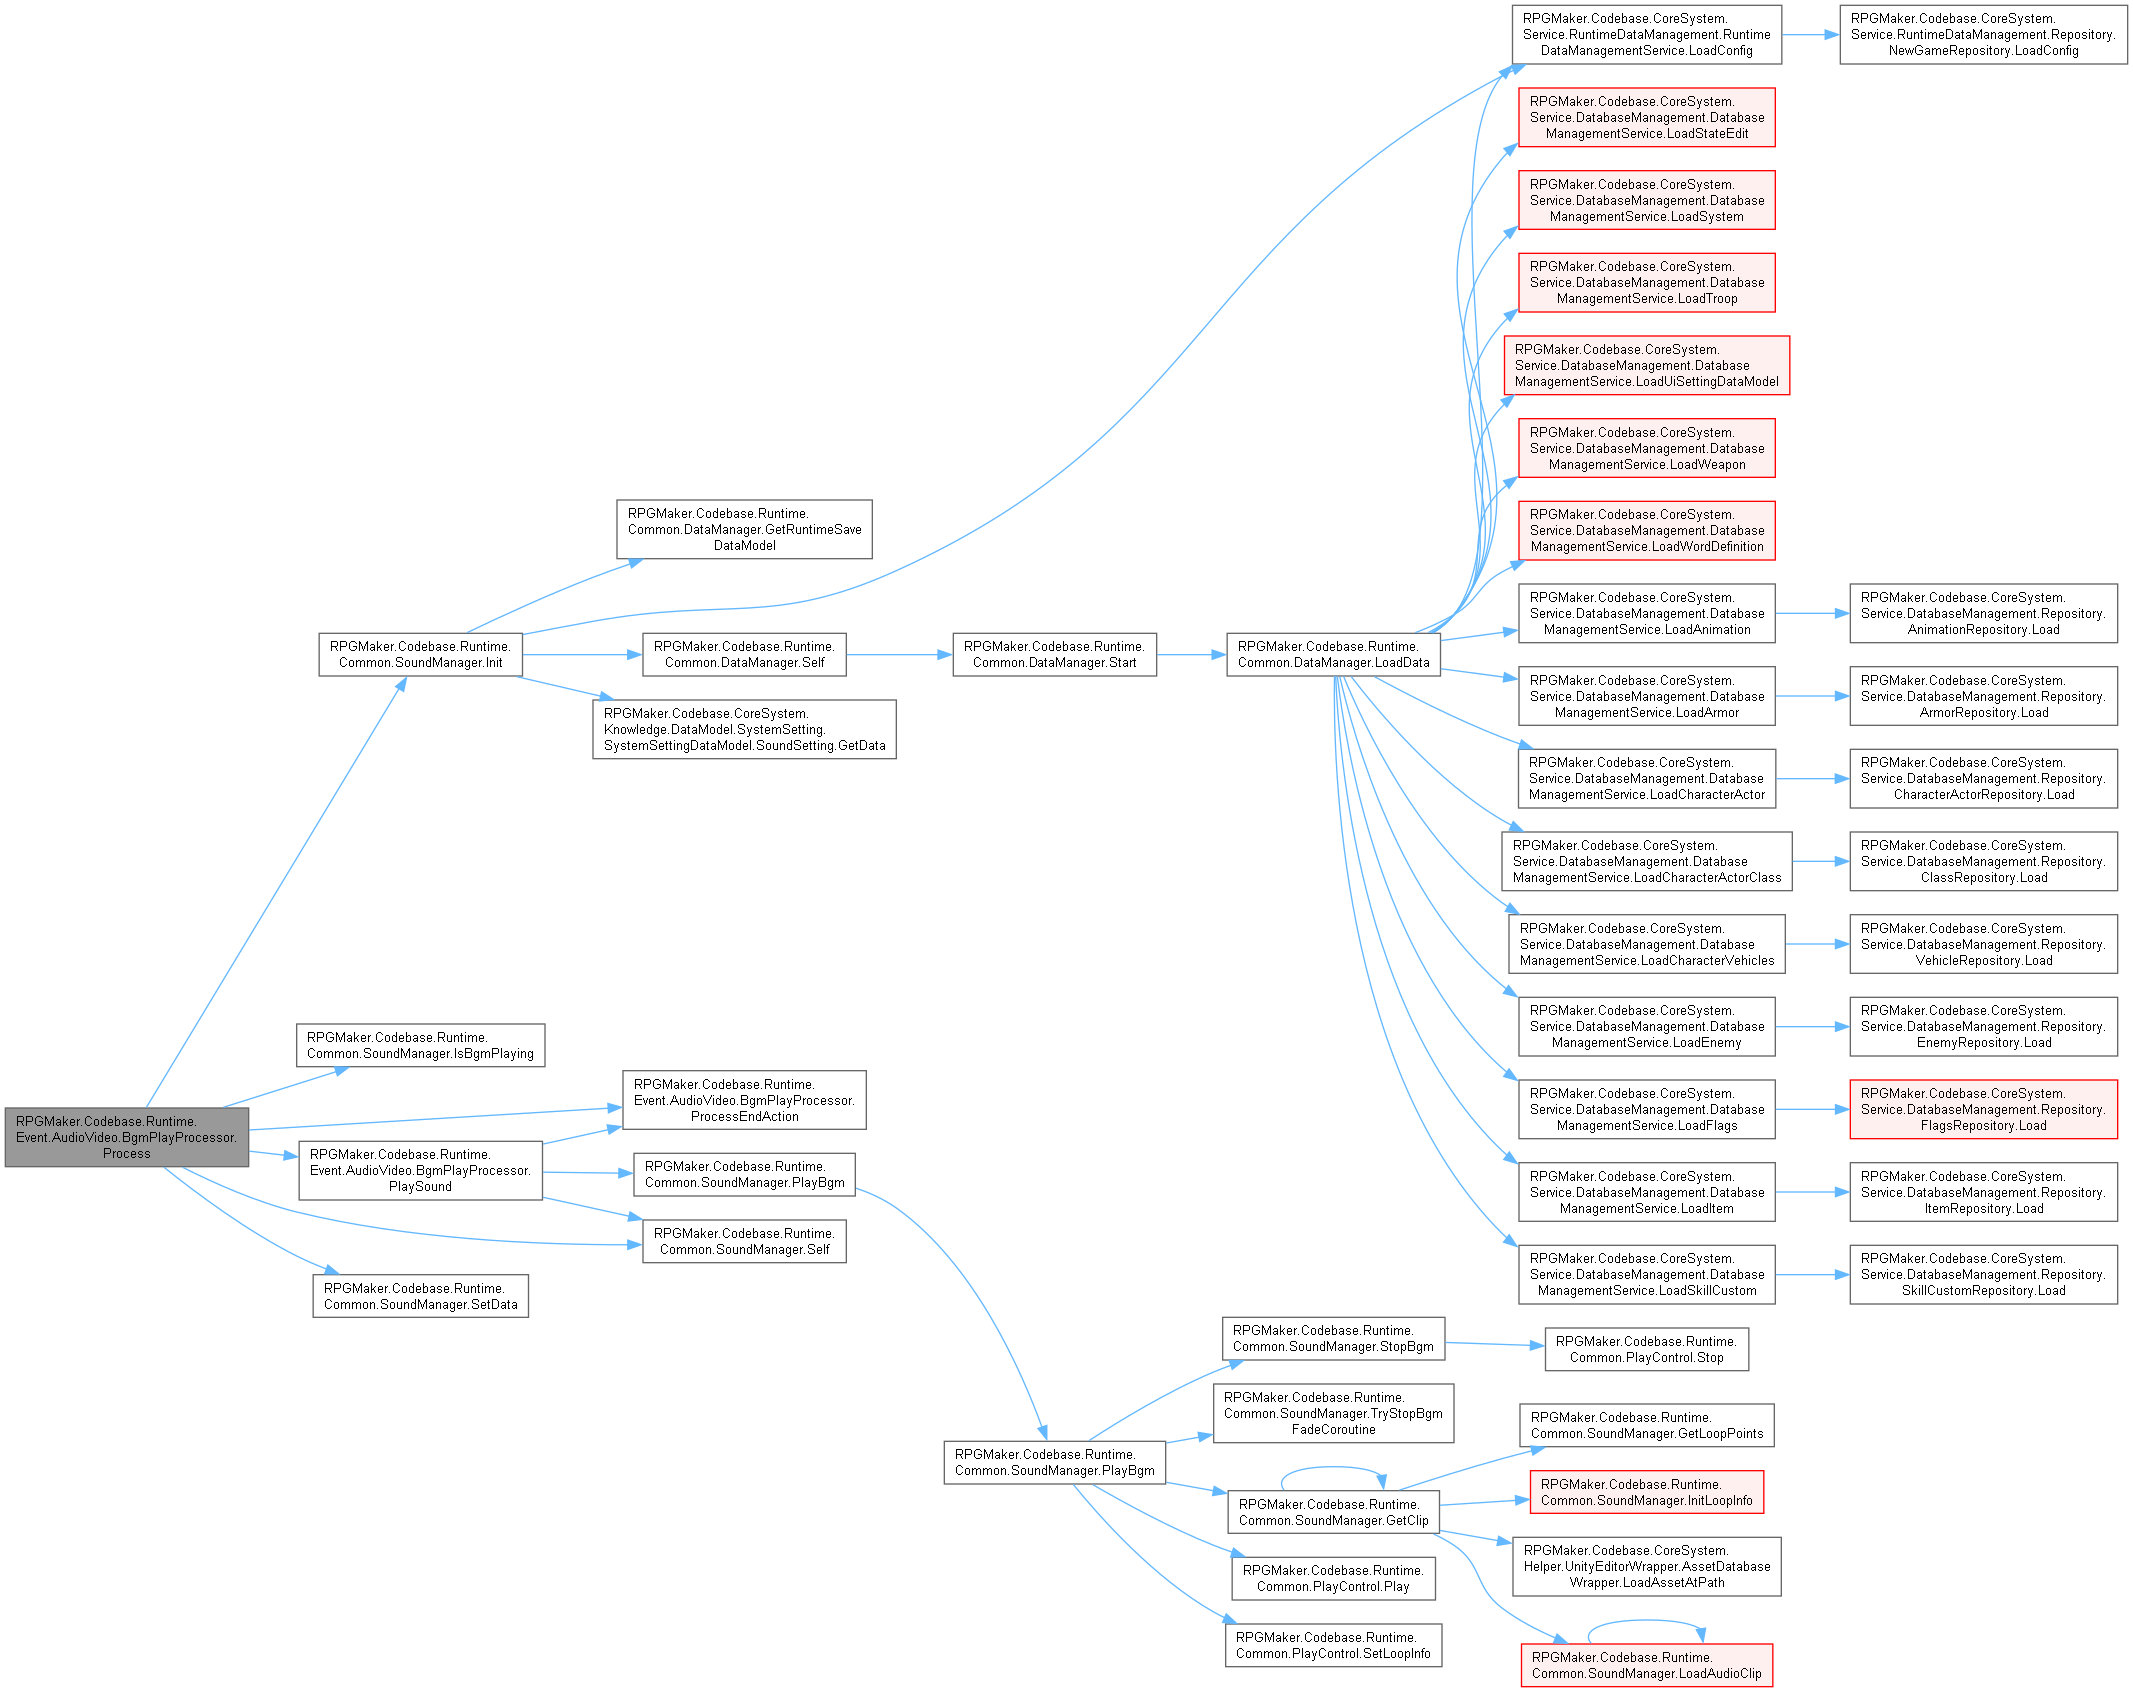 RPGMaker.Codebase.Runtime.
Event.AudioVideo.BgmPlayProcessor.
Process
RPGMaker.Codebase.Runtime.
Common.SoundManager.Init
RPGMaker.Codebase.Runtime.
Common.SoundManager.IsBgmPlaying
RPGMaker.Codebase.Runtime.
Event.AudioVideo.BgmPlayProcessor.
PlaySound
RPGMaker.Codebase.Runtime.
Common.SoundManager.SetData
RPGMaker.Codebase.Runtime.
Common.DataManager.GetRuntimeSave
DataModel
RPGMaker.Codebase.Runtime.
Common.DataManager.Self
RPGMaker.Codebase.CoreSystem.
Knowledge.DataModel.SystemSetting.
SystemSettingDataModel.SoundSetting.GetData
RPGMaker.Codebase.Runtime.
Event.AudioVideo.BgmPlayProcessor.
ProcessEndAction
RPGMaker.Codebase.Runtime.
Common.SoundManager.PlayBgm
RPGMaker.Codebase.Runtime.
Common.SoundManager.Self
RPGMaker.Codebase.Runtime.
Common.DataManager.Start
RPGMaker.Codebase.Runtime.
Common.SoundManager.PlayBgm
RPGMaker.Codebase.Runtime.
Common.DataManager.LoadData
RPGMaker.Codebase.Runtime.
Common.SoundManager.StopBgm
RPGMaker.Codebase.Runtime.
Common.SoundManager.TryStopBgm
FadeCoroutine
RPGMaker.Codebase.Runtime.
Common.SoundManager.GetClip
RPGMaker.Codebase.Runtime.
Common.PlayControl.Play
RPGMaker.Codebase.Runtime.
Common.PlayControl.SetLoopInfo
RPGMaker.Codebase.CoreSystem.
Service.RuntimeDataManagement.Runtime
DataManagementService.LoadConfig
RPGMaker.Codebase.CoreSystem.
Service.DatabaseManagement.Database
ManagementService.LoadStateEdit
RPGMaker.Codebase.CoreSystem.
Service.DatabaseManagement.Database
ManagementService.LoadSystem
RPGMaker.Codebase.CoreSystem.
Service.DatabaseManagement.Database
ManagementService.LoadTroop
RPGMaker.Codebase.CoreSystem.
Service.DatabaseManagement.Database
ManagementService.LoadUiSettingDataModel
RPGMaker.Codebase.CoreSystem.
Service.DatabaseManagement.Database
ManagementService.LoadWeapon
RPGMaker.Codebase.CoreSystem.
Service.DatabaseManagement.Database
ManagementService.LoadWordDefinition
RPGMaker.Codebase.CoreSystem.
Service.DatabaseManagement.Database
ManagementService.LoadAnimation
RPGMaker.Codebase.CoreSystem.
Service.DatabaseManagement.Database
ManagementService.LoadArmor
RPGMaker.Codebase.CoreSystem.
Service.DatabaseManagement.Database
ManagementService.LoadCharacterActor
RPGMaker.Codebase.CoreSystem.
Service.DatabaseManagement.Database
ManagementService.LoadCharacterActorClass
RPGMaker.Codebase.CoreSystem.
Service.DatabaseManagement.Database
ManagementService.LoadCharacterVehicles
RPGMaker.Codebase.CoreSystem.
Service.DatabaseManagement.Database
ManagementService.LoadEnemy
RPGMaker.Codebase.CoreSystem.
Service.DatabaseManagement.Database
ManagementService.LoadFlags
RPGMaker.Codebase.CoreSystem.
Service.DatabaseManagement.Database
ManagementService.LoadItem
RPGMaker.Codebase.CoreSystem.
Service.DatabaseManagement.Database
ManagementService.LoadSkillCustom
RPGMaker.Codebase.Runtime.
Common.PlayControl.Stop
RPGMaker.Codebase.Runtime.
Common.SoundManager.GetLoopPoints
RPGMaker.Codebase.Runtime.
Common.SoundManager.InitLoopInfo
RPGMaker.Codebase.CoreSystem.
Helper.UnityEditorWrapper.AssetDatabase
Wrapper.LoadAssetAtPath
RPGMaker.Codebase.Runtime.
Common.SoundManager.LoadAudioClip
RPGMaker.Codebase.CoreSystem.
Service.RuntimeDataManagement.Repository.
NewGameRepository.LoadConfig
RPGMaker.Codebase.CoreSystem.
Service.DatabaseManagement.Repository.
AnimationRepository.Load
RPGMaker.Codebase.CoreSystem.
Service.DatabaseManagement.Repository.
ArmorRepository.Load
RPGMaker.Codebase.CoreSystem.
Service.DatabaseManagement.Repository.
CharacterActorRepository.Load
RPGMaker.Codebase.CoreSystem.
Service.DatabaseManagement.Repository.
ClassRepository.Load
RPGMaker.Codebase.CoreSystem.
Service.DatabaseManagement.Repository.
VehicleRepository.Load
RPGMaker.Codebase.CoreSystem.
Service.DatabaseManagement.Repository.
EnemyRepository.Load
RPGMaker.Codebase.CoreSystem.
Service.DatabaseManagement.Repository.
FlagsRepository.Load
RPGMaker.Codebase.CoreSystem.
Service.DatabaseManagement.Repository.
ItemRepository.Load
RPGMaker.Codebase.CoreSystem.
Service.DatabaseManagement.Repository.
SkillCustomRepository.Load